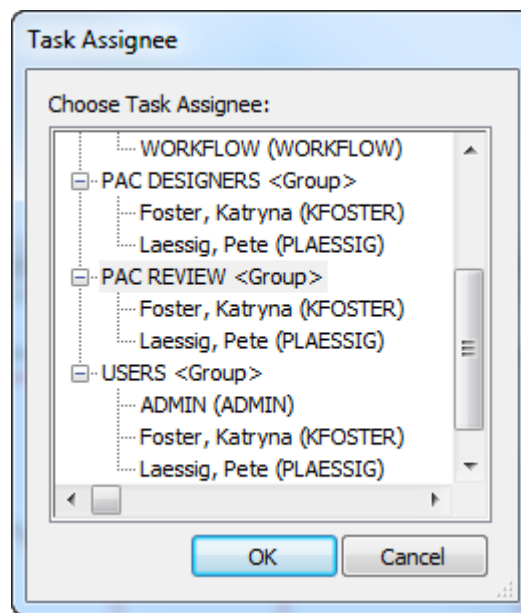 Task Assignee
Choose Task Assignee:
WORKFLOW (WORKFLOW)
PAC DESIGNERS <Group>
Foster, Katryna (KFOSTER)
Laessig, Pete (PLAESSIG)
PAC REVIEW <Group>
Foster, Katryna (KFOSTER)
Laessig, Pete (PLAESSIG)
USERS <Group>
ADMIN (ADMIN)
Foster, Katryna (KFOSTER)
Laessig, Pete (PLAESSIG)
OK Cancel